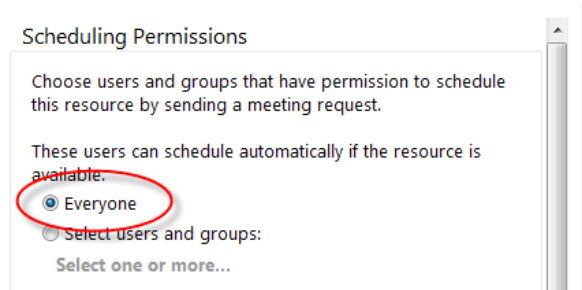 Scheduling Permissions
Choose users and groups that have permission to schedule
this resource by sending a meeting request.
These users can schedule automatically if the resource is
available.
Everyone
Select users and groups:
Select one or more...